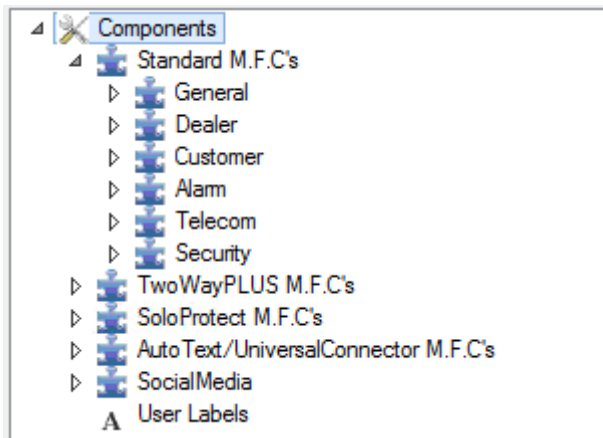 Components
Standard M.F.C's
General
Dealer
Customer
Alarm
Telecom
Security
TwoWayPLUS M.F.C's
SoloProtect M.F.C's
AutoText/UniversalConnector M.F.C's
SocialMedia
A User Labels